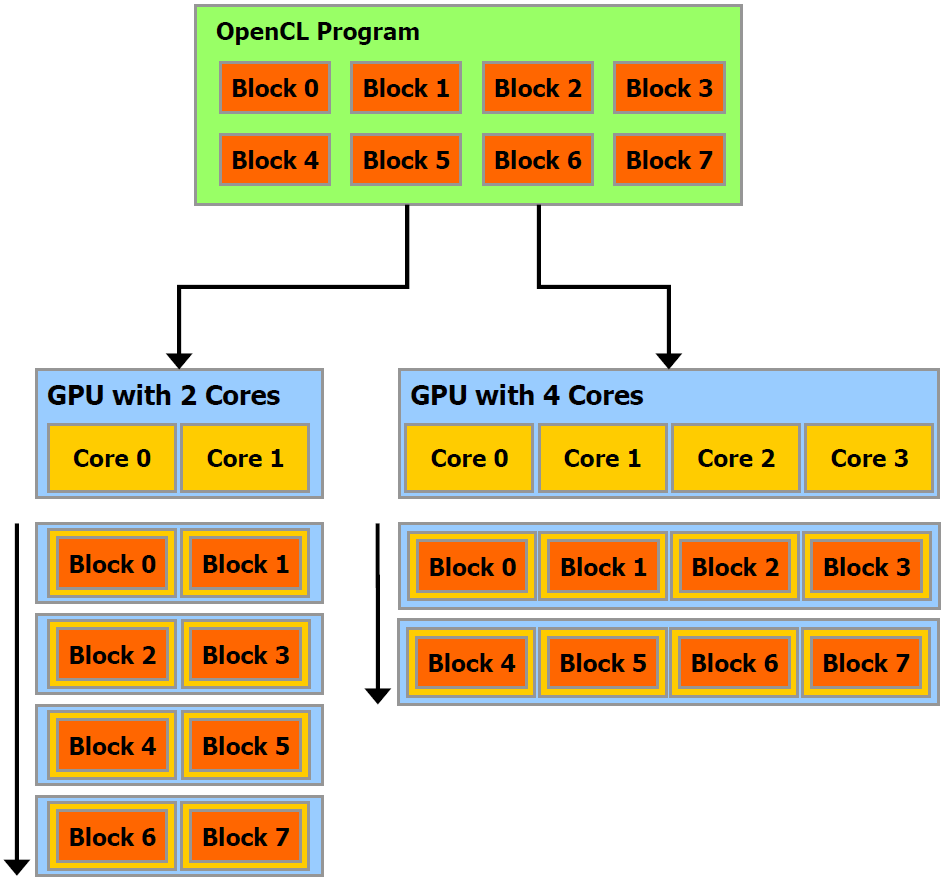 OpenCL Program
Block 0 Block 1 Block 2 Block 3
Block 4 Block 5 Block 6 Block 7
GPU with 2 Cores
Core 0 Core 1
Block 0 Block 1
Block 2 Block 3
Block 4 Block 5
Block 6 Block 7
GPU with 4 Cores
Core 0 Core 1 Core 2 Core 3
Block 0 Block 1 Block 2 Block 3
Block 4 Block 5 Block 6 Block 7